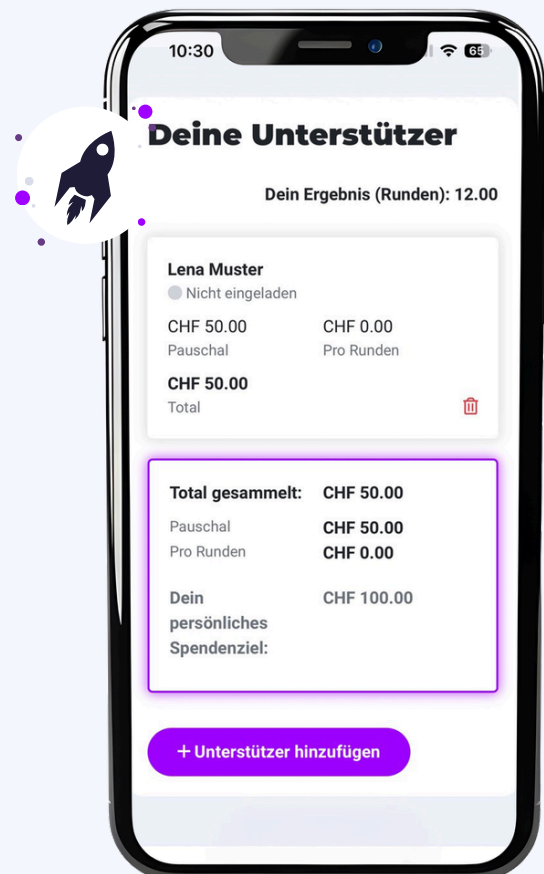 10:30
65
Deine Unterstützer
Dein Ergebnis (Runden): 12.00
Lena Muster
Nicht eingeladen
CHF 50.00 CHF 0.00
Pauschal Pro Runden
CHF 50.00
Total
Total gesammelt: CHF 50.00
Pauschal CHF 50.00
Pro Runden CHF 0.00
Dein CHF 100.00
persönliches
Spendenziel:
+ Unterstützer hinzufügen